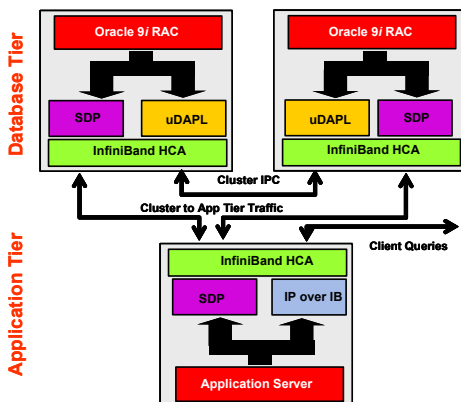 Database Tier
Oracle 9i RAC
SDP
uDAPL
InfiniBand HCA
Oracle 9i RAC
uDAPL
SDP
InfiniBand HCA
Cluster IPC
Cluster to App Tier Traffic
Client Queries
Application Tier
InfiniBand HCA
SDP
IP over IB
Application Server